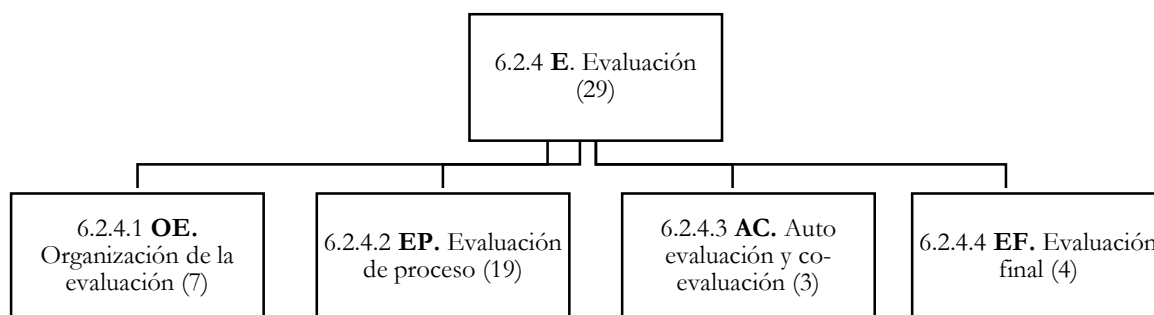 6.2.4 E. Evaluación
(29)
6.2.4.1 OE.
Organización de la
evaluación (7)
6.2.4.2 EP. Evaluación
de proceso (19)
6.2.4.3 AC. Auto
evaluación y co-
evaluación (3)
6.2.4.4 EF. Evaluación
final (4)